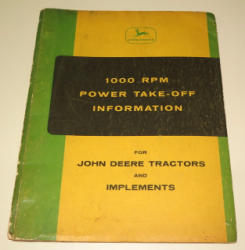 1000 RPM
POWER TAKE-OFF
INFORMATION
FOR
JOHN DEERE TRACTORS
AND
IMPLEMENTS